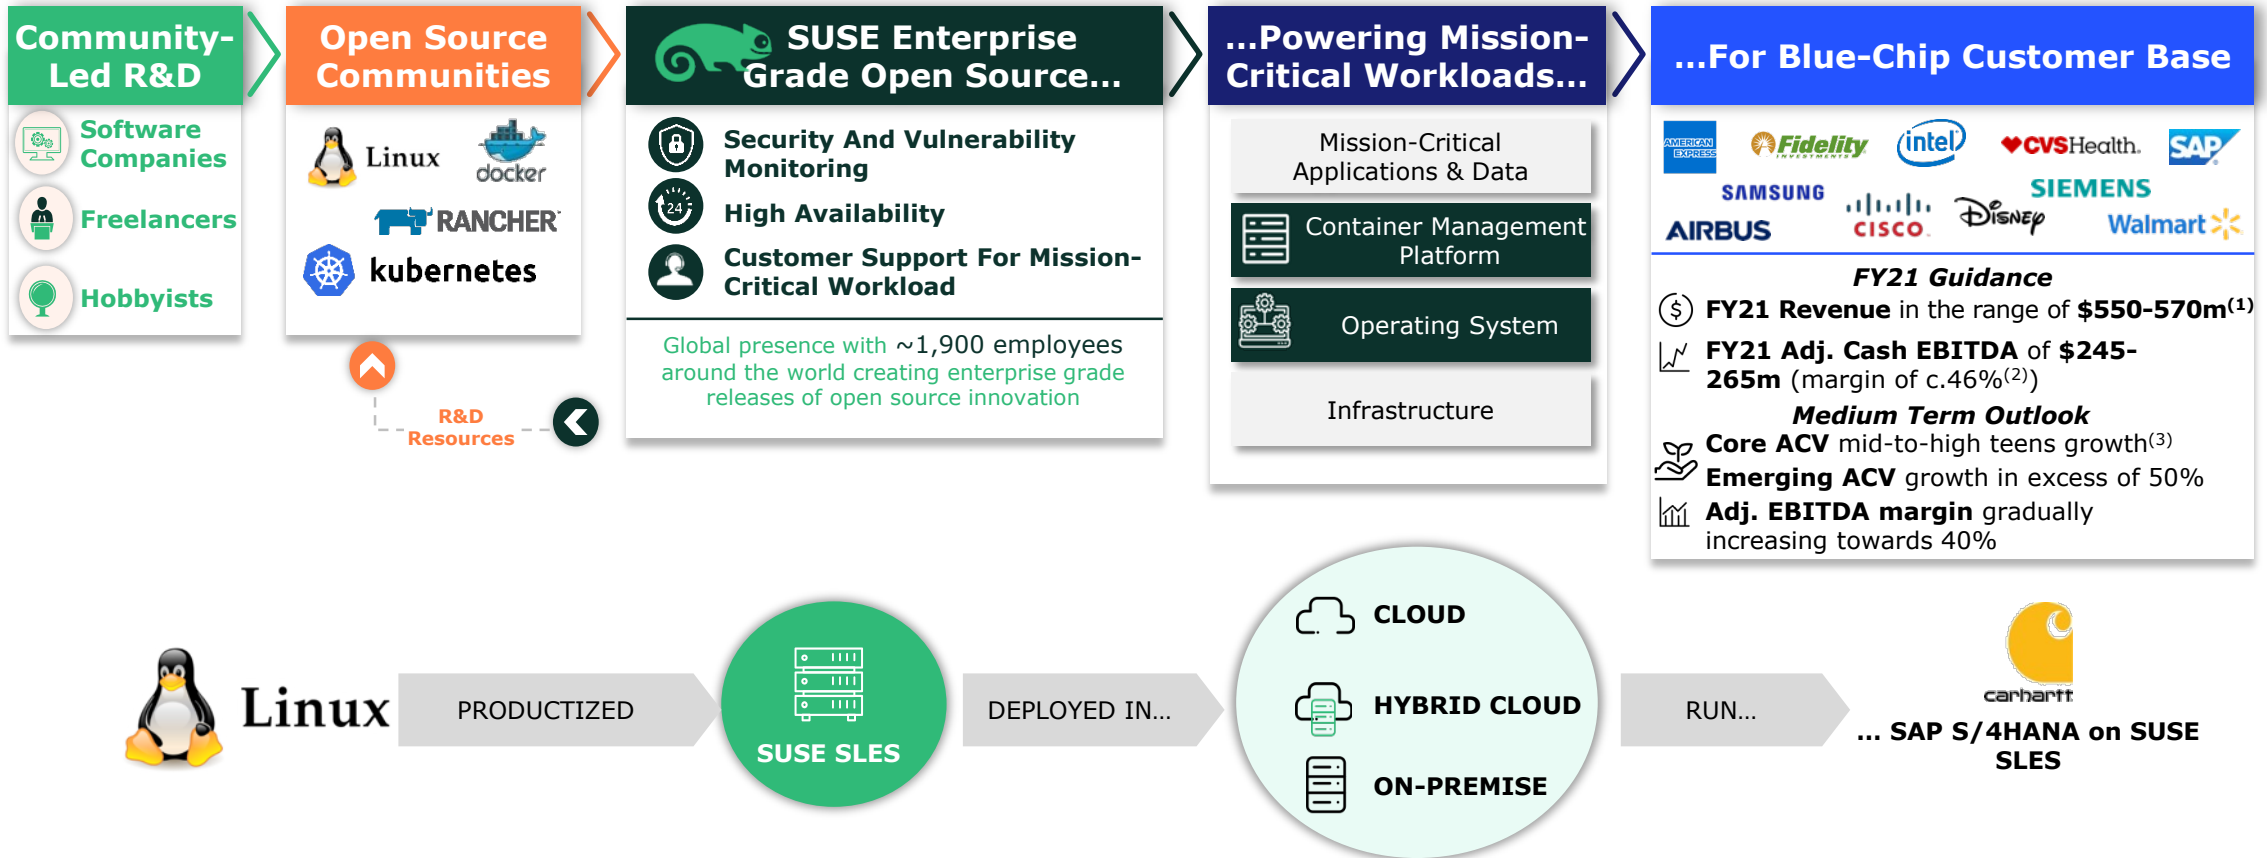 Community-
Led R&D
Software
Companies
Freelancers
Hobbyists
Open Source
Communities
Linux
docker
RANCHER
kubernetes
R&D
Resources
SUSE Enterprise
Grade Open Source...
Security And Vulnerability
Monitoring
24
High Availability
Customer Support For Mission-
Critical Workload
Global presence with ~1,900 employees
around the world creating enterprise grade
releases of open source innovation
...Powering Mission-
Critical Workloads...
Mission-Critical
Applications & Data
Container Management
Platform
Operating System
Infrastructure
...For Blue-Chip Customer Base
AMERICAN
EXPRESS
Fidelity
INVESTMENTS
intel
CVSHealth.
SAP
SAMSUNG
SIEMENS
AIRBUS
CISCO
Disney
Walmart
FY21 Guidance
FY21 Revenue in the range of $550-570m(1)
FY21 Adj. Cash EBITDA of $245-
265m (margin of c.46%(2))
Medium Term Outlook
Core ACV mid-to-high teens growth(3)
Emerging ACV growth in excess of 50%
Adj. EBITDA margin gradually
increasing towards 40%
Linux
PRODUCTIZED
SUSE SLES
DEPLOYED IN...
CLOUD
HYBRID CLOUD
ON-PREMISE
RUN...
carhartt
... SAP S/4HANA on SUSE
SLES